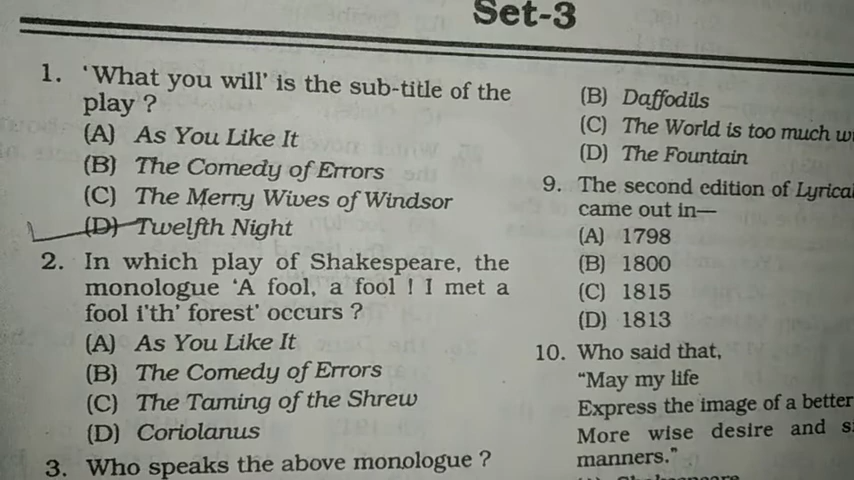 Set-3
1. 'What you will' is the sub-title of the
play ?
(A) As You Like It
(B) The Comedy of Errors
(C) The Merry Wives of Windsor
(D) Twelfth Night
2. In which play of Shakespeare, the
monologue 'A fool, a fool ! I met a
fool i'th' forest' occurs ?
(A) As You Like It
(B) The Comedy of Errors
(C) The Taming of the Shrew
(D) Coriolanus
3. Who speaks the above monologue ?
(B) Daffodils
(C) The World is too much
(D) The Fountain
9. The second edition of Lyrical
came out in—
(A) 1798
(B) 1800
(C) 1815
(D) 1813
10. Who said that,
"May my life
Express the image of a better
More wise desire and
manners."